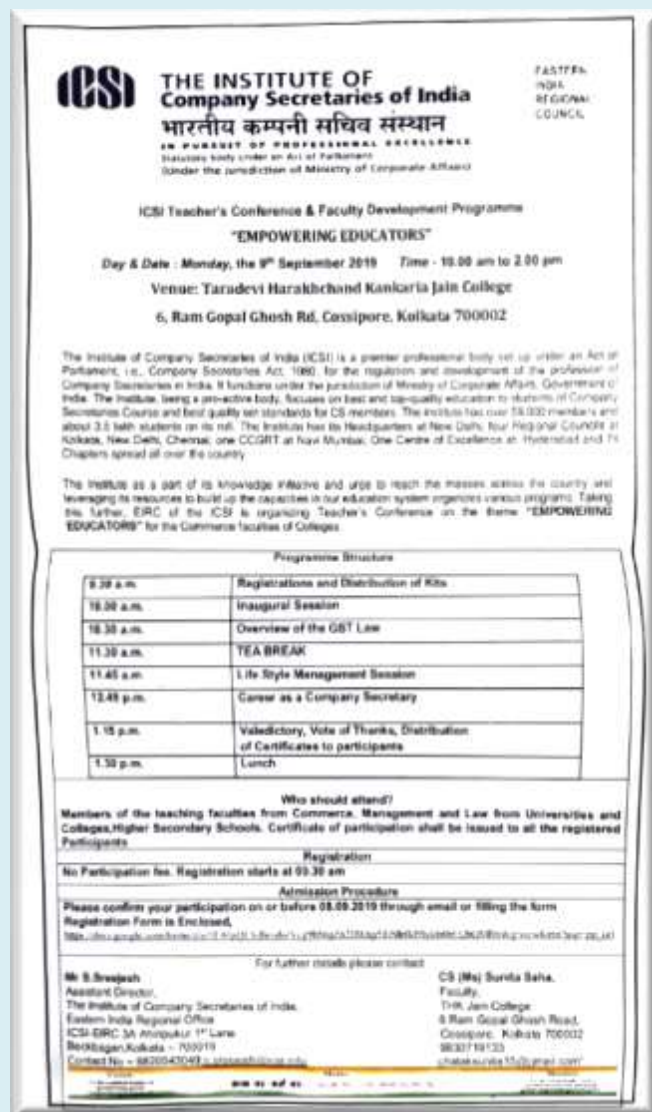 ICSI
THE INSTITUTE OF
Company Secretaries of India
भारतीय कम्पनी सचिव संस्थान
IN PURSUIT OF PROFESSIONAL EXCELLENCE
Statutory body under an Act of Parliament
(Under the jurisdiction of Ministry of Corporate Affairs)
EASTERN
INDIA
REGIONAL
COUNCIL
ICSI Teacher's Conference & Faculty Development Programme
"EMPOWERING EDUCATORS"
Day & Date : Monday, the 9th September 2019 Time - 10.00 am to 2.00 pm
Venue: Taradevi Harakhchand Kankaria Jain College
6, Ram Gopal Ghosh Rd, Cossipore, Kolkata 700002
The Institute of Company Secretaries of India (ICSI) is a premier professional body set up under an Act of
Parliament, i.e., Company Secretaries Act, 1980, for the regulation and development of the profession of
Company Secretaries in India. It functions under the jurisdiction of Ministry of Corporate Affairs, Government of
India. The Institute, being a pro-active body, focuses on best and top-quality education to students of Company
Secretaries Course and best quality set standards for CS members. The Institute has over members and
about 3.5 lakh students on its roll. The Institute has its Headquarters at New Delhi, four Regional Councils at
Kolkata, New Delhi, Chennai; one CCGRT at Navi Mumbai, One Centre of Excellence at Hyderabad and
Chapters spread all over the country.
The Institute as a part of its knowledge initiative and urge to reach the masses across the country and
leveraging its resources to build up the capacities in our education system organizes various programs. Taking
this further, EIRC of the ICSI is organizing Teacher's Conference on the theme "EMPOWERING
EDUCATORS" for the Commerce faculties of Colleges.
Programme Structure
9.30 a.m. Registrations and Distribution of Kits
10.00 a.m. Inaugural Session
10.30 a.m. Overview of the GST Law
11.30 a.m. TEA BREAK
11.45 a.m. Life Style Management Session
12.45 p.m. Career as a Company Secretary
1.15 p.m. Valedictory, Vote of Thanks, Distribution
of Certificates to participants
1.30 p.m. Lunch
Who should attend?
Members of the teaching faculties from Commerce, Management and Law from Universities and
Colleges,Higher Secondary Schools. Certificate of participation shall be issued to all the registered
Participants
Registration
No Participation fee. Registration starts at 09.30 am
Admission Procedure
Please confirm your participation on or before 08.09.2019 through email or filling the form
Registration Form is Enclosed,
For further details please contact
Mr S.Sreejesh
Assistant Director,
The Institute of Company Secretaries of India,
Eastern India Regional Office
ICSI-EIRC 3A Ahiripukur 1st Lane
Beckbagan,Kolkata - 700019
Contact No -
CS (Ms) Sunita Saha,
Faculty,
THK Jain College
6 Ram Gopal Ghosh Road,
Cossipore, Kolkata 700002